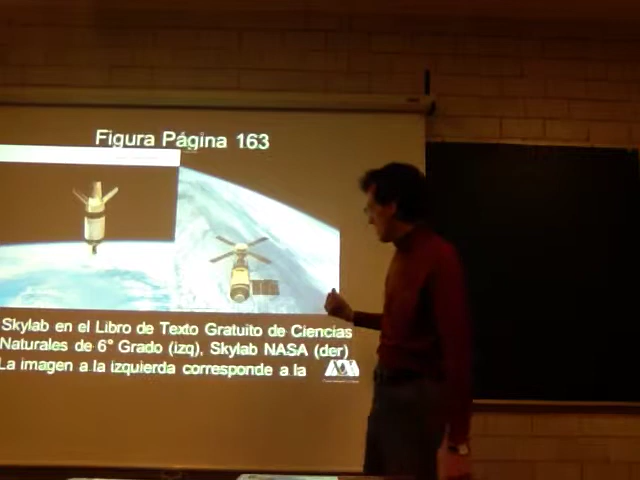 Figura Página 163
Skylab en el Libro de Texto Gratuito de Ciencias
Naturales de 6° Grado (izq), Skylab NASA (der)
La imagen a la izquierda corresponde a la